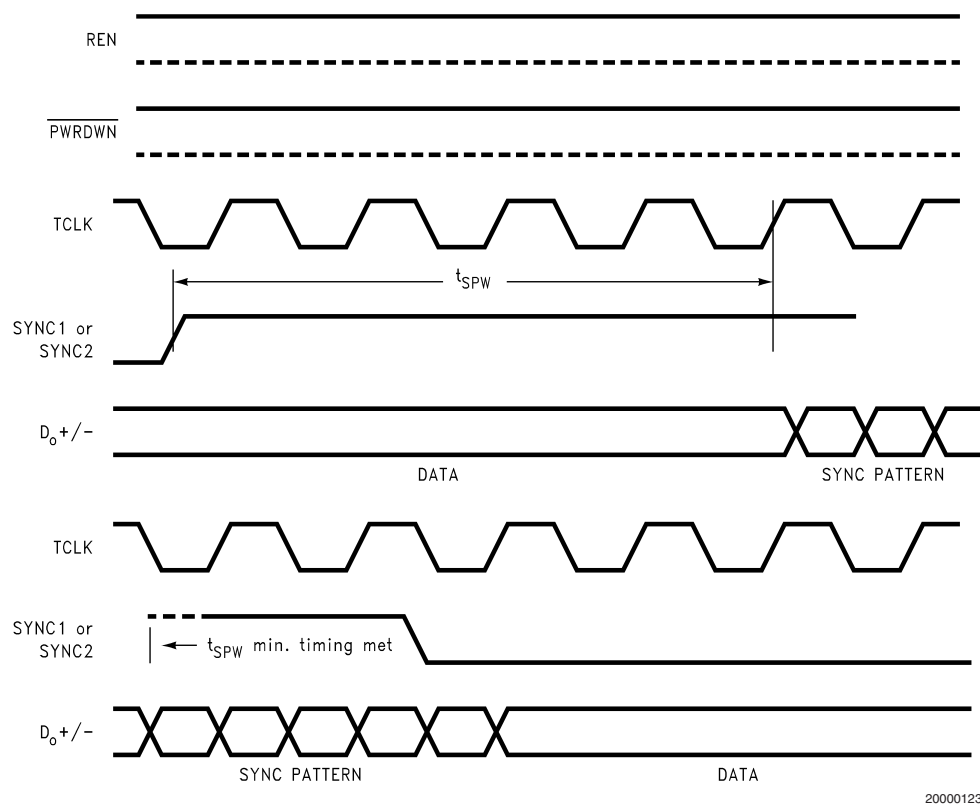 REN
PWRDWN
TCLK
tSPW
SYNC1 or
SYNC2
Do+/-
DATA
SYNC PATTERN
TCLK
SYNC1 or
SYNC2
tSPW min. timing met
Do+/-
SYNC PATTERN
DATA
20000123